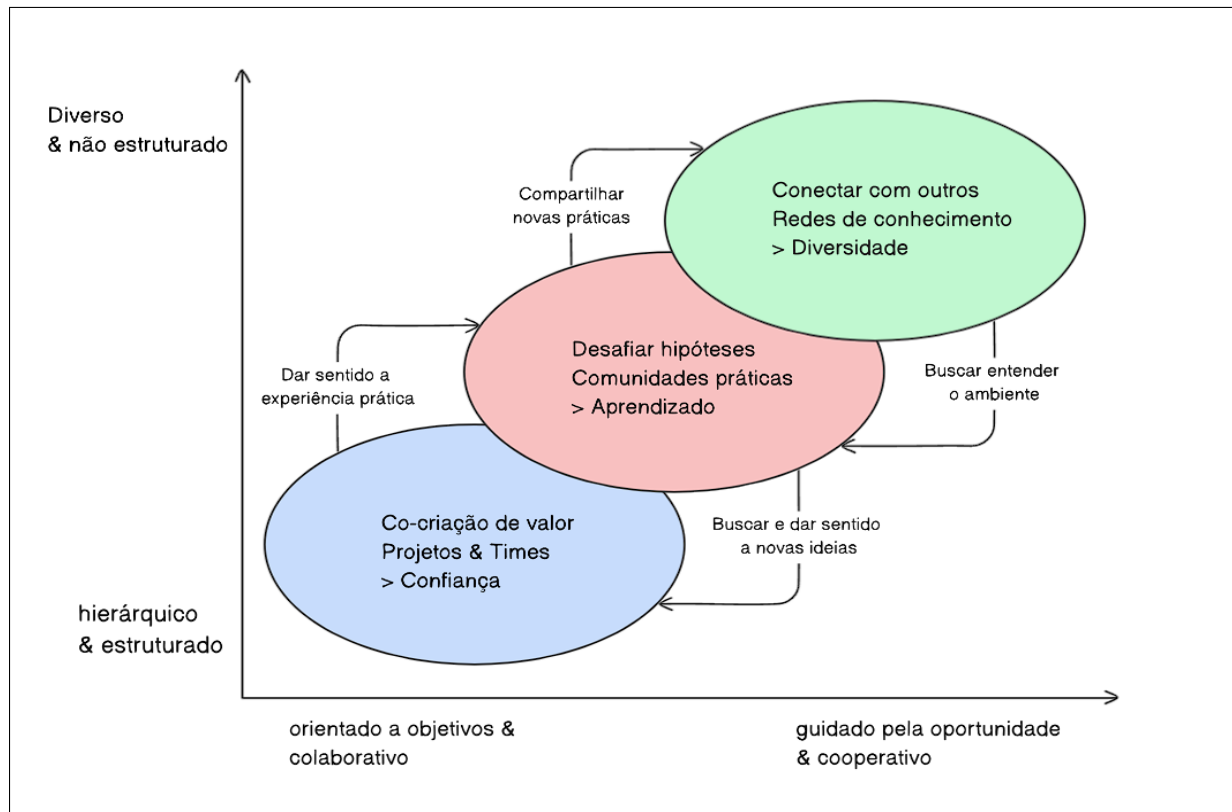 Diverso
& não estruturado
Compartilhar
novas práticas
Conectar com outros
Redes de conhecimento
> Diversidade
Dar sentido a
experiência prática
Desafiar hipóteses
Comunidades práticas
> Aprendizado
Buscar entender
o ambiente
Co-criação de valor
Projetos & Times
> Confiança
Buscar e dar sentido
a novas ideias
hierárquico
& estruturado
orientado a objetivos &
colaborativo
guidado pela oportunidade
& cooperativo